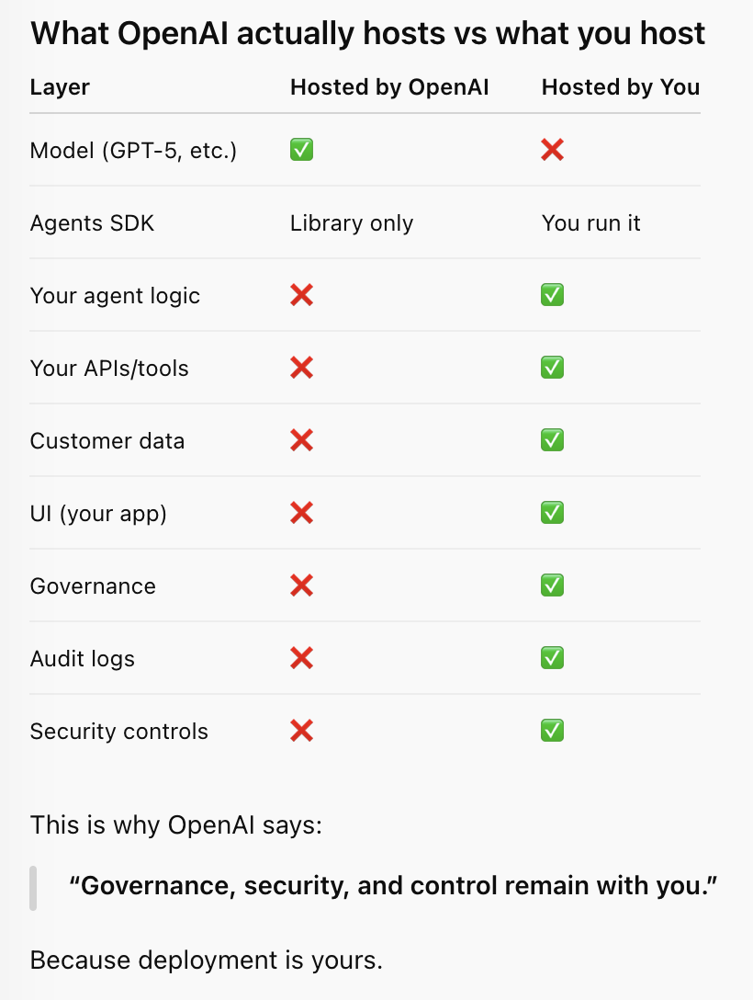 What OpenAI actually hosts vs what you host
Layer Hosted by OpenAI Hosted by You
Model (GPT-5, etc.) ✅ ❌
Agents SDK Library only You run it
Your agent logic ❌ ✅
Your APIs/tools ❌ ✅
Customer data ❌ ✅
UI (your app) ❌ ✅
Governance ❌ ✅
Audit logs ❌ ✅
Security controls ❌ ✅
This is why OpenAI says:
“Governance, security, and control remain with you.”
Because deployment is yours.